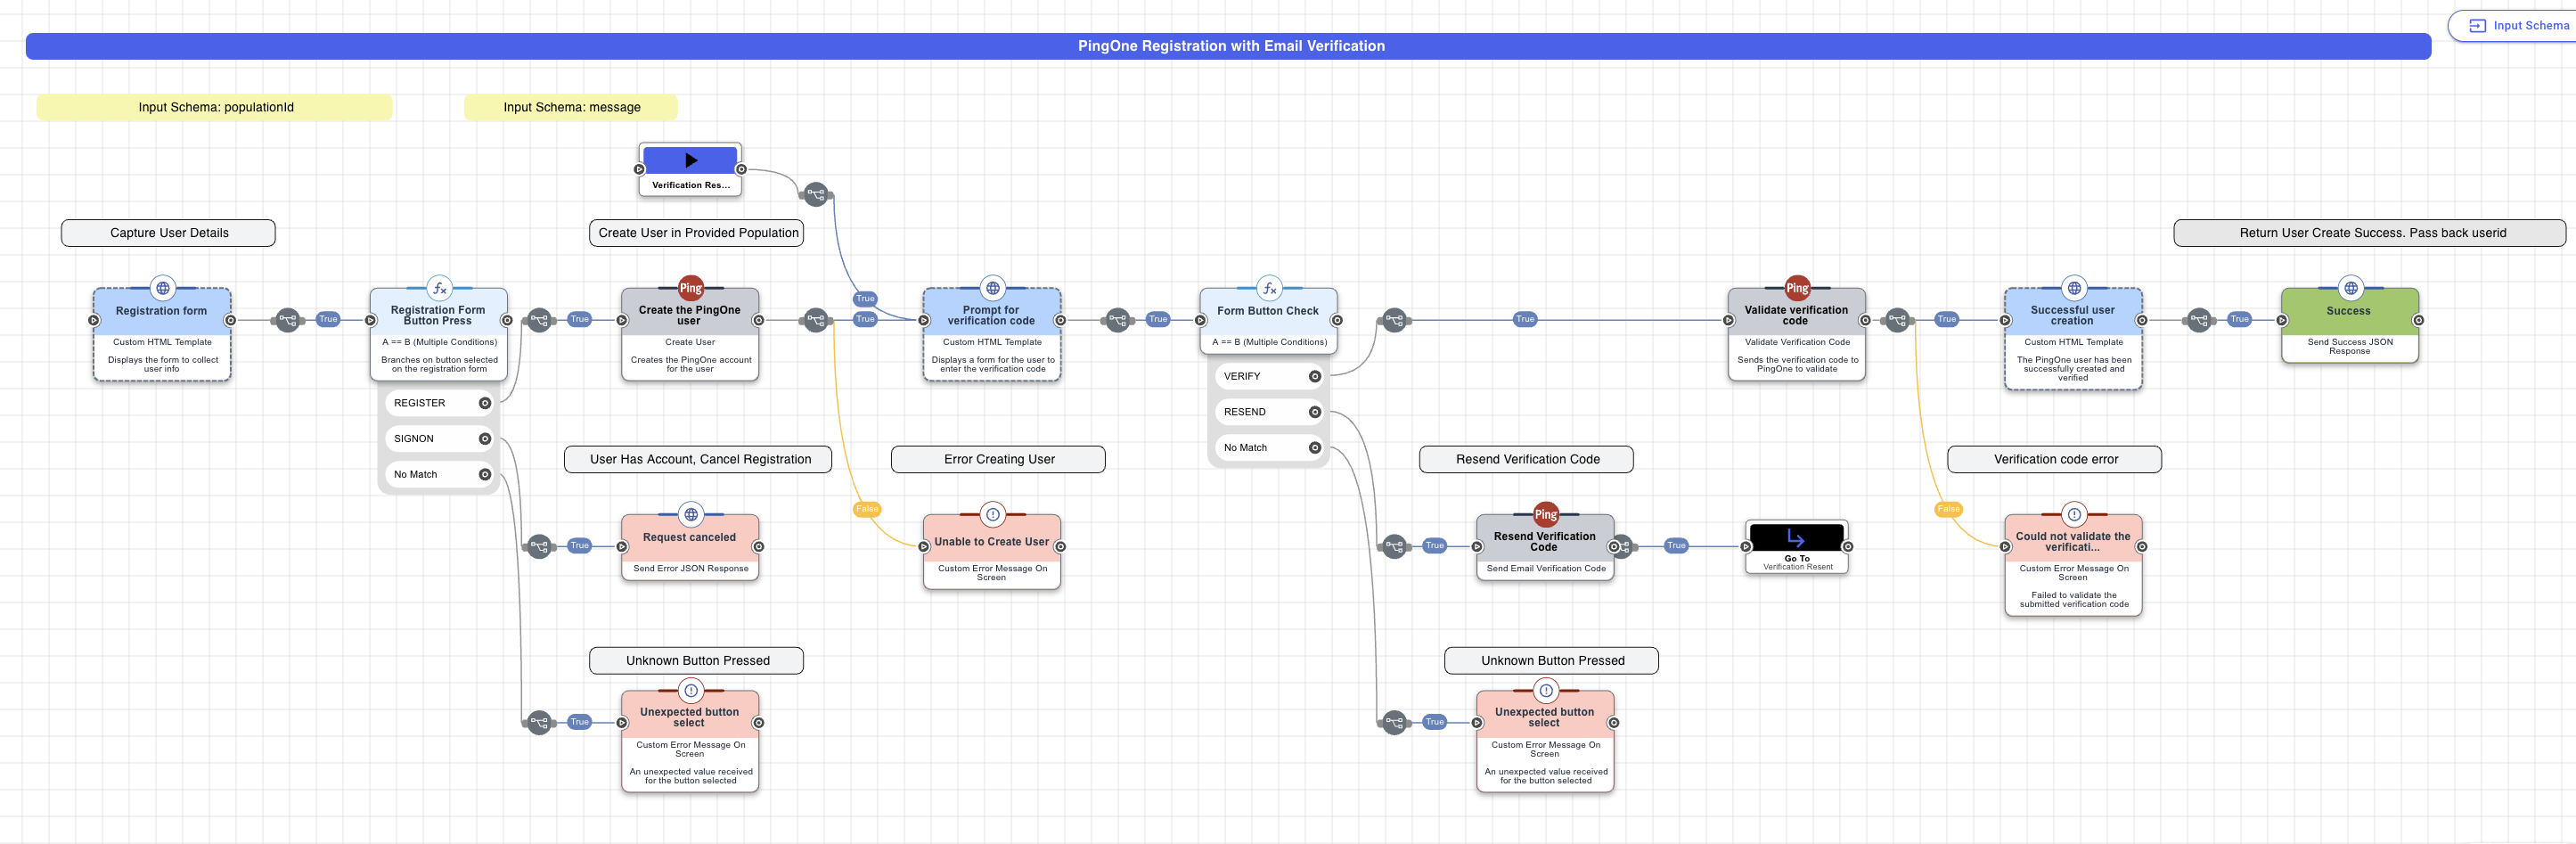 Input Schema
PingOne Registration with Email Verification
Input Schema: populationId
Input Schema: message
Verification Res...
Capture User Details
Create User in Provided Population
Return User Create Success. Pass back userid
True
Registration form
Custom HTML Template
Displays the form to collect
user info
True
fx
Registration Form
Button Press
A == B (Multiple Conditions)
Branches on button selected
on the registration form
REGISTER
SIGNON
No Match
True
Ping
Create the PingOne
user
Create User
Creates the PingOne account
for the user
True
Prompt for
verification code
Custom HTML Template
Displays a form for the user to
enter the verification code
True
fx
Form Button Check
A == B (Multiple Conditions)
VERIFY
RESEND
No Match
True
Ping
Validate verification
code
Validate Verification Code
Sends the verification code to
PingOne to validate
True
Successful user
creation
Custom HTML Template
The PingOne user has been
successfully created and
verified
True
Success
Send Success JSON
Response
User Has Account, Cancel Registration
Error Creating User
Resend Verification Code
Verification code error
True
Request canceled
Send Error JSON Response
False
Unable to Create User
Custom Error Message On
Screen
True
Ping
Resend Verification
Code
Send Email Verification Code
True
Go To
Verification Resent
False
Could not validate the
verificati...
Custom Error Message On
Screen
Failed to validate the
submitted verification code
Unknown Button Pressed
Unknown Button Pressed
True
Unexpected button
select
Custom Error Message On
Screen
An unexpected value received
for the button selected
True
Unexpected button
select
Custom Error Message On
Screen
An unexpected value received
for the button selected